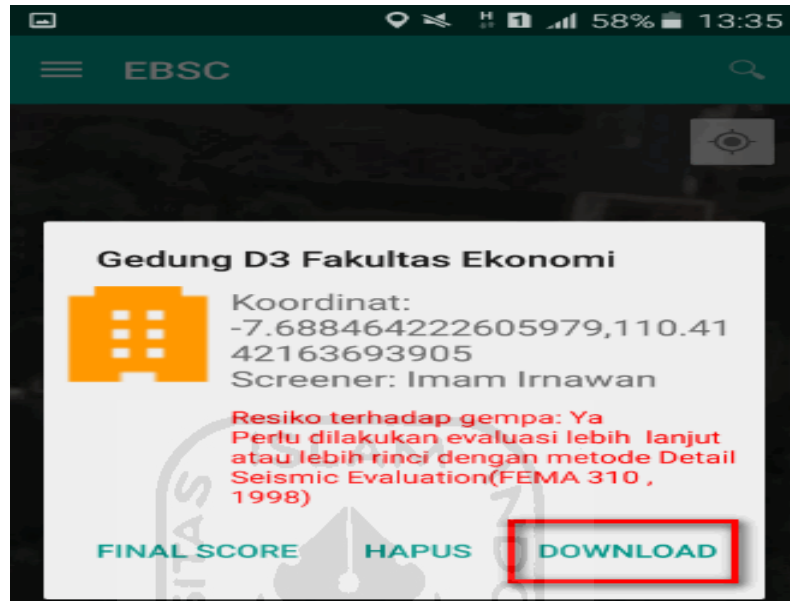 58% 13:35
EBSC
Gedung D3 Fakultas Ekonomi
Koordinat:
-7.688464222605979,110.41
42163693905
Screener: Imam Irnawan
Resiko terhadap gempa: Ya
Perlu dilakukan evaluasi lebih lanjut
atau lebih rinci dengan metode Detail
Seismic Evaluation(FEMA 310 ,
1998)
ISLAM
SITAS
FINAL SCORE HAPUS DOWNLOAD